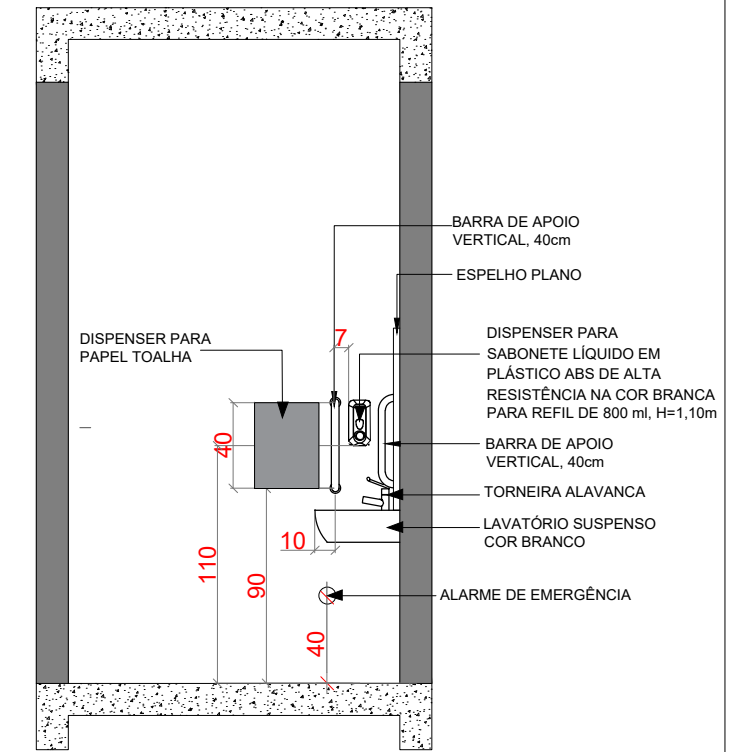 BARRA DE APOIO
VERTICAL, 40cm
ESPELHO PLANO
7
DISPENSER PARA
PAPEL TOALHA
DISPENSER PARA
SABONETE LÍQUIDO EM
PLÁSTICO ABS DE ALTA
RESISTÊNCIA NA COR BRANCA
PARA REFIL DE 800 ml, H=1,10m
40
BARRA DE APOIO
VERTICAL, 40cm
TORNEIRA ALAVANCA
LAVATÓRIO SUSPENSO
COR BRANCO
10
110
90
ALARME DE EMERGÊNCIA
40